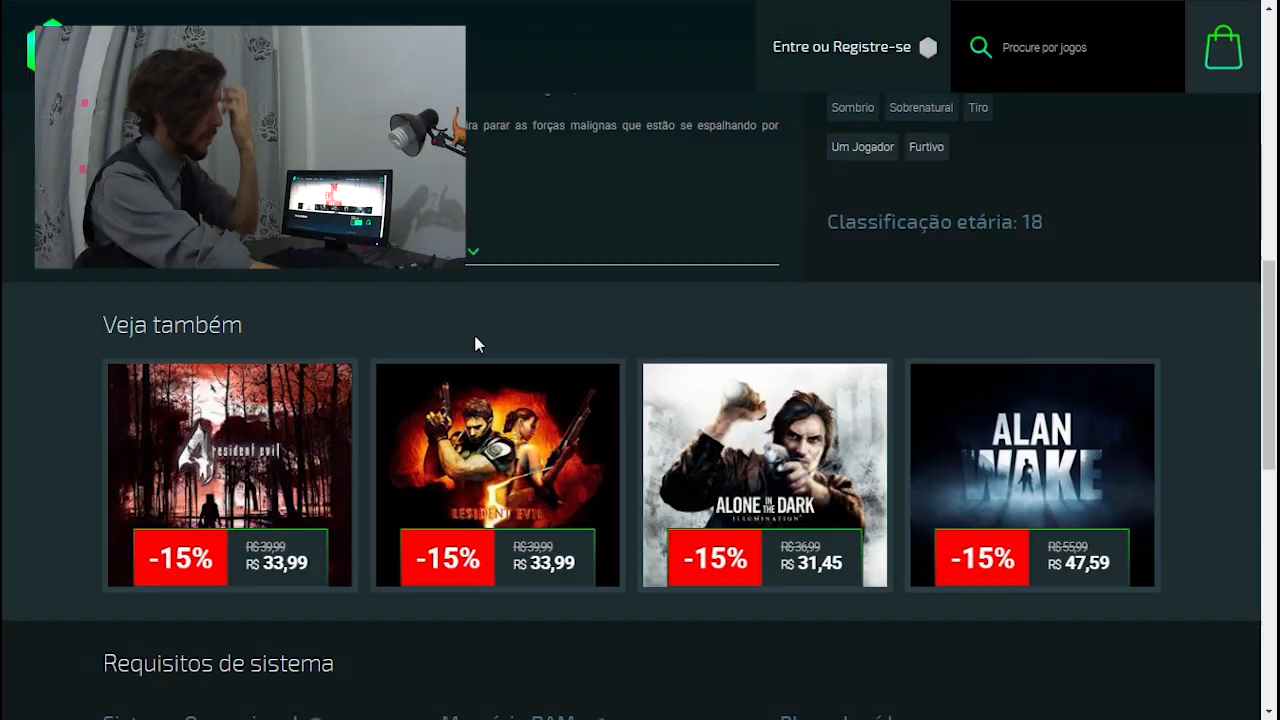 Entre ou Registre-se
Procure por jogos
Sombrio Sobrenatural Tiro
ira parar as forças malignas que estão se espalhando por
Um Jogador Furtivo
Classificação etária: 18
Veja também
4 resident evil
RESIDENT EVIL
ALONE IN THE DARK
ILLUMINATION
ALAN
WAKE
-15% R$39,99
R$ 33,99
-15% R$39,99
R$ 33,99
-15% R$36,99
R$ 31,45
-15% R$55,99
R$ 47,59
Requisitos de sistema